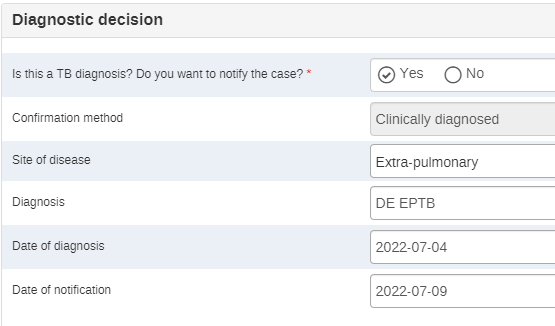 Diagnostic decision
Is this a TB diagnosis? Do you want to notify the case? * Yes No
Confirmation method Clinically diagnosed
Site of disease Extra-pulmonary
Diagnosis DE EPTB
Date of diagnosis 2022-07-04
Date of notification 2022-07-09